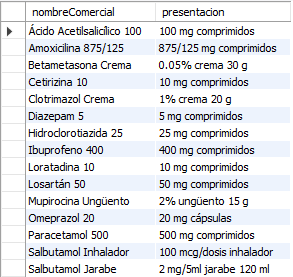 nombreComercial presentacion
Ácido Acetilsalicílico 100 100 mg comprimidos
Amoxicilina 875/125 875/125 mg comprimidos
Betametasona Crema 0.05% crema 30 g
Cetirizina 10 10 mg comprimidos
Clotrimazol Crema 1% crema 20 g
Diazepam 5 5 mg comprimidos
Hidroclorotiazida 25 25 mg comprimidos
Ibuprofeno 400 400 mg comprimidos
Loratadina 10 10 mg comprimidos
Losartán 50 50 mg comprimidos
Mupirocina Ungüento 2% ungüento 15 g
Omeprazol 20 20 mg cápsulas
Paracetamol 500 500 mg comprimidos
Salbutamol Inhalador 100 mcg/dosis inhalador
Salbutamol Jarabe 2 mg/5ml jarabe 120 ml